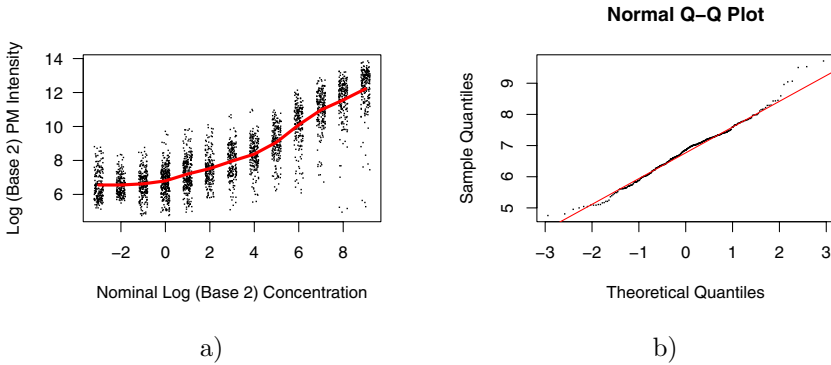 Log (Base 2) PM Intensity
14
12
10
8
6
−2 0 2 4 6 8
Nominal Log (Base 2) Concentration
a)
Normal Q−Q Plot
Sample Quantiles
9
8
7
6
5
−3 −2 −1 0 1 2 3
Theoretical Quantiles
b)